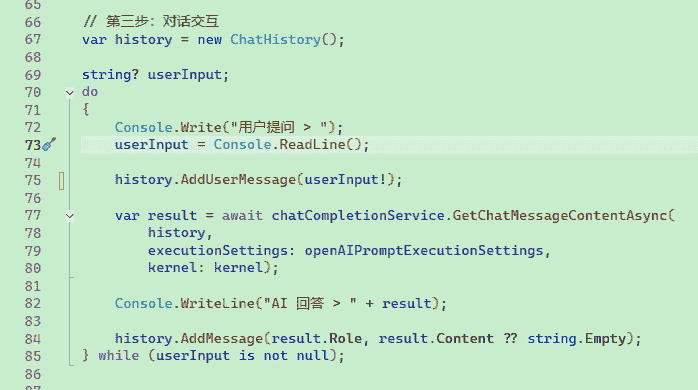 65
66 // 第三步：对话交互
67 var history = new ChatHistory();
68
69 string? userInput;
70 do
71 {
72     Console.Write("用户提问 > ");
73     userInput = Console.ReadLine();
74
75     history.AddUserMessage(userInput!);
76
77     var result = await chatCompletionService.GetChatMessageContentAsync(
78         history,
79         executionSettings: openAIPromptExecutionSettings,
80         kernel: kernel);
81
82     Console.WriteLine("AI 回答 > " + result);
83
84     history.AddMessage(result.Role, result.Content ?? string.Empty);
85 } while (userInput is not null);
86